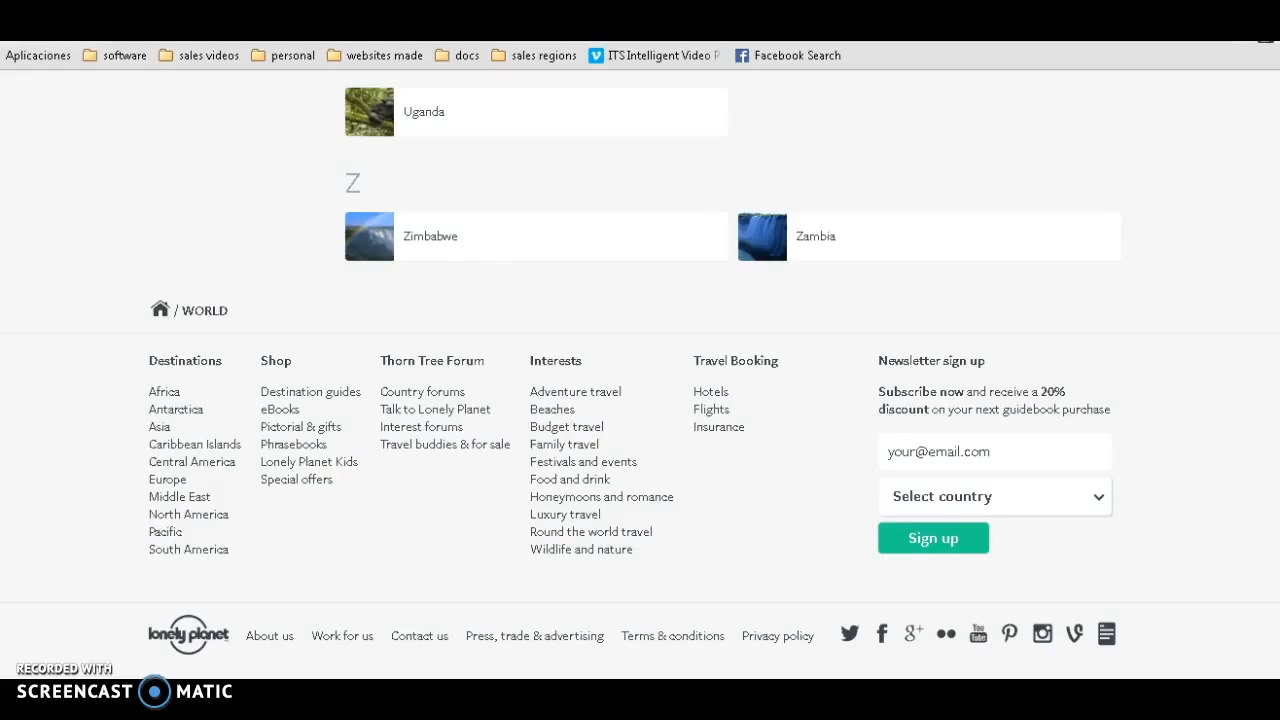 Aplicaciones software sales videos personal websites made docs sales regions ITS Intelligent Video P Facebook Search
Uganda
Z
Zimbabwe Zambia
/ WORLD
Destinations
Africa
Antarctica
Asia
Caribbean Islands
Central America
Europe
Middle East
North America
Pacific
South America
Shop
Destination guides
eBooks
Pictorial & gifts
Phrasebooks
Lonely Planet Kids
Special offers
Thorn Tree Forum
Country forums
Talk to Lonely Planet
Interest forums
Travel buddies & for sale
Interests
Adventure travel
Beaches
Budget travel
Family travel
Festivals and events
Food and drink
Honeymoons and romance
Luxury travel
Round the world travel
Wildlife and nature
Travel Booking
Hotels
Flights
Insurance
Newsletter sign up
Subscribe now and receive a 20%
discount on your next guidebook purchase
your@email.com
Select country
Sign up
lonely planet About us Work for us Contact us Press, trade & advertising Terms & conditions Privacy policy g+ You Tube
RECORDED WITH
SCREENCAST MATIC